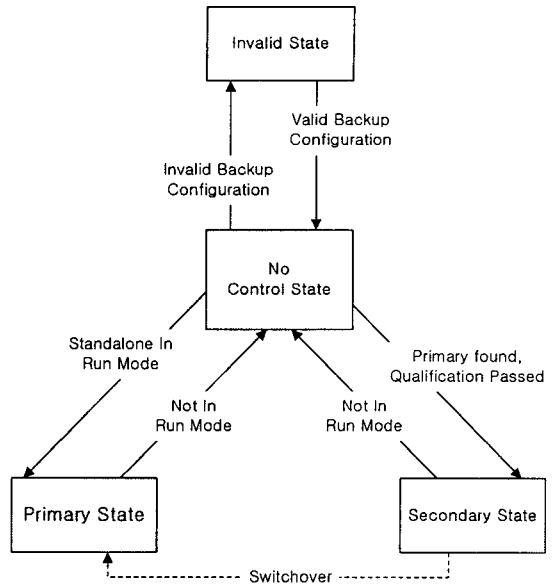 Invalid State
Valid Backup
Configuration
Invalid Backup
Configuration
No
Control State
Standalone In
Run Mode
Primary found,
Qualification Passed
Not In
Run Mode
Not In
Run Mode
Primary State
Secondary State
Switchover